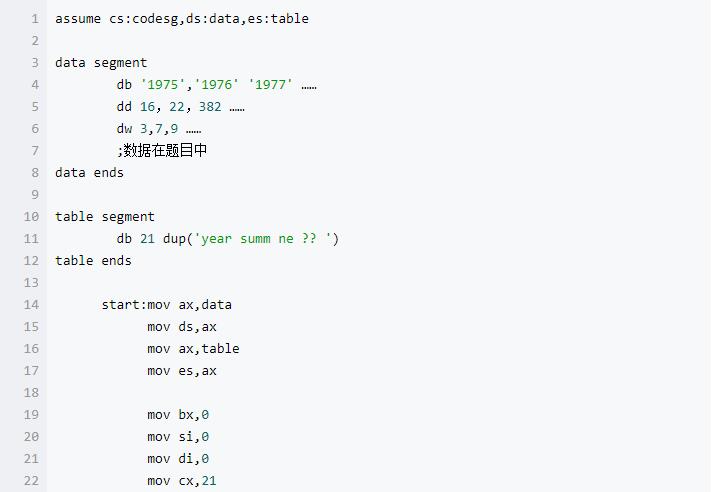 1 assume cs:codesg,ds:data,es:table
2
3 data segment
4 db '1975','1976' '1977' ……
5 dd 16, 22, 382 ……
6 dw 3,7,9 ……
7 ;数据在题目中
8 data ends
9
10 table segment
11 db 21 dup('year summ ne ?? ')
12 table ends
13
14 start:mov ax,data
15 mov ds,ax
16 mov ax,table
17 mov es,ax
18
19 mov bx,0
20 mov si,0
21 mov di,0
22 mov cx,21